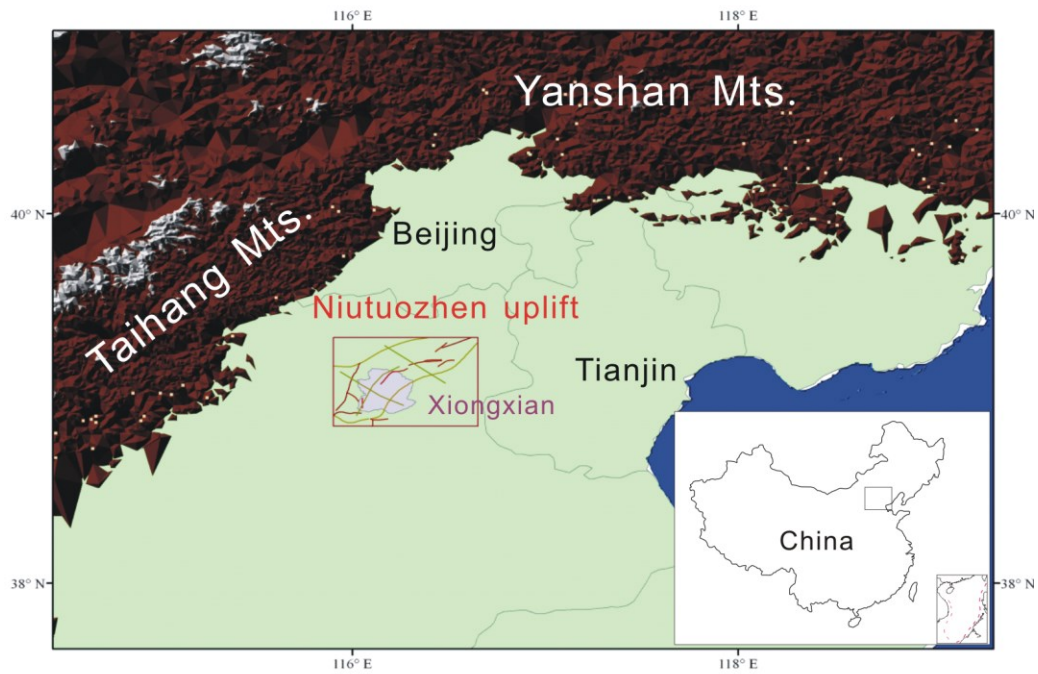 116° E
118° E
Yanshan Mts.
40° N
40° N
Taihang Mts.
Beijing
Niutuozhen uplift
Tianjin
Xiongxian
China
38° N
38° N
116° E
118° E